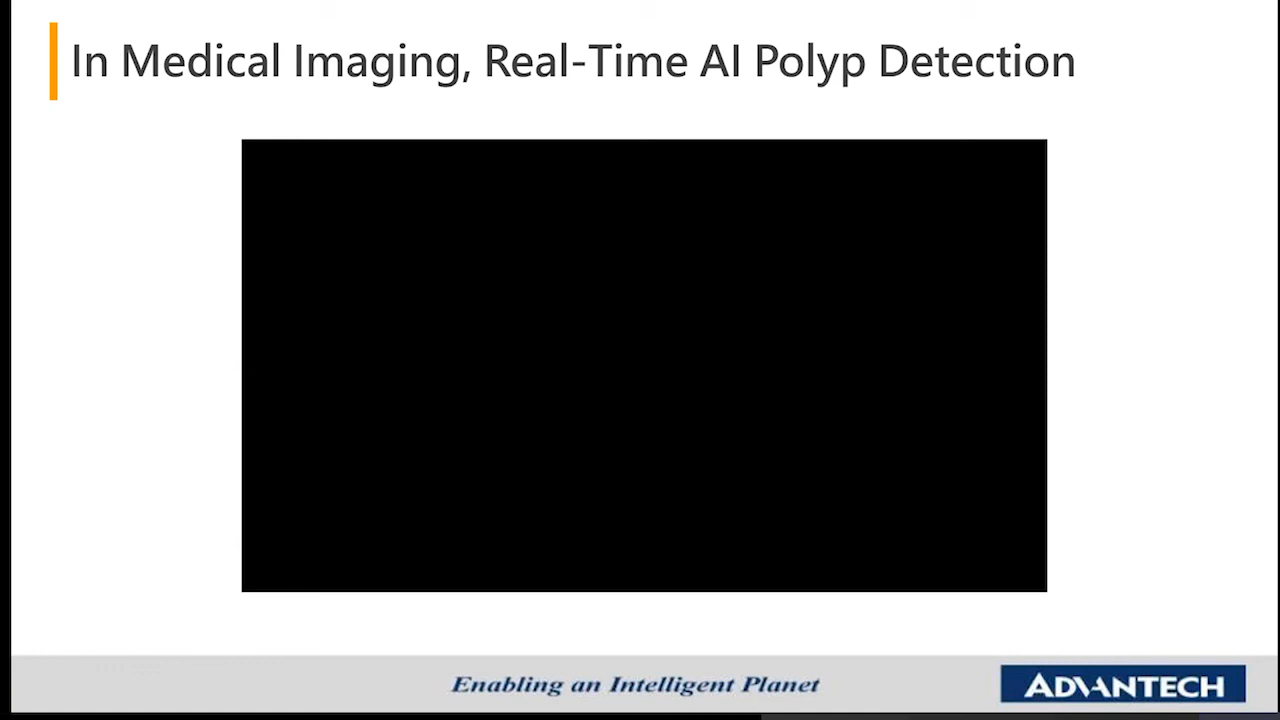 In Medical Imaging, Real-Time AI Polyp Detection
Enabling an Intelligent Planet
ADVANTECH